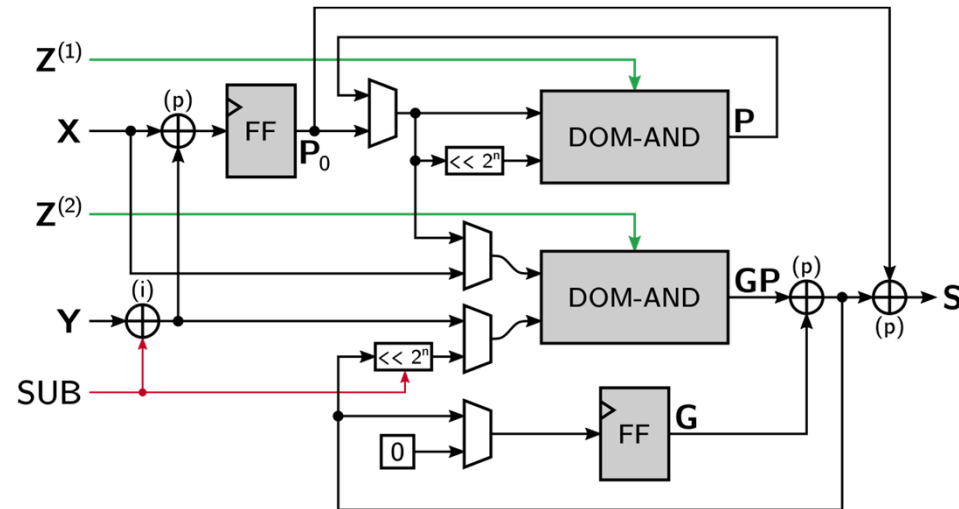 Z⁽¹⁾
X
(p)
FF
P₀
<< 2ⁿ
DOM-AND
P
Z⁽²⁾
Y
(i)
SUB
<< 2ⁿ
0
DOM-AND
GP
(p)
(p)
S
FF
G